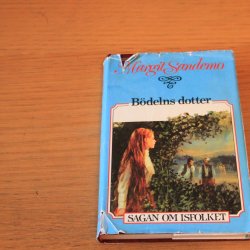 Margit Sandemo
Bödelns dotter
SAGAN OM ISFOLKET